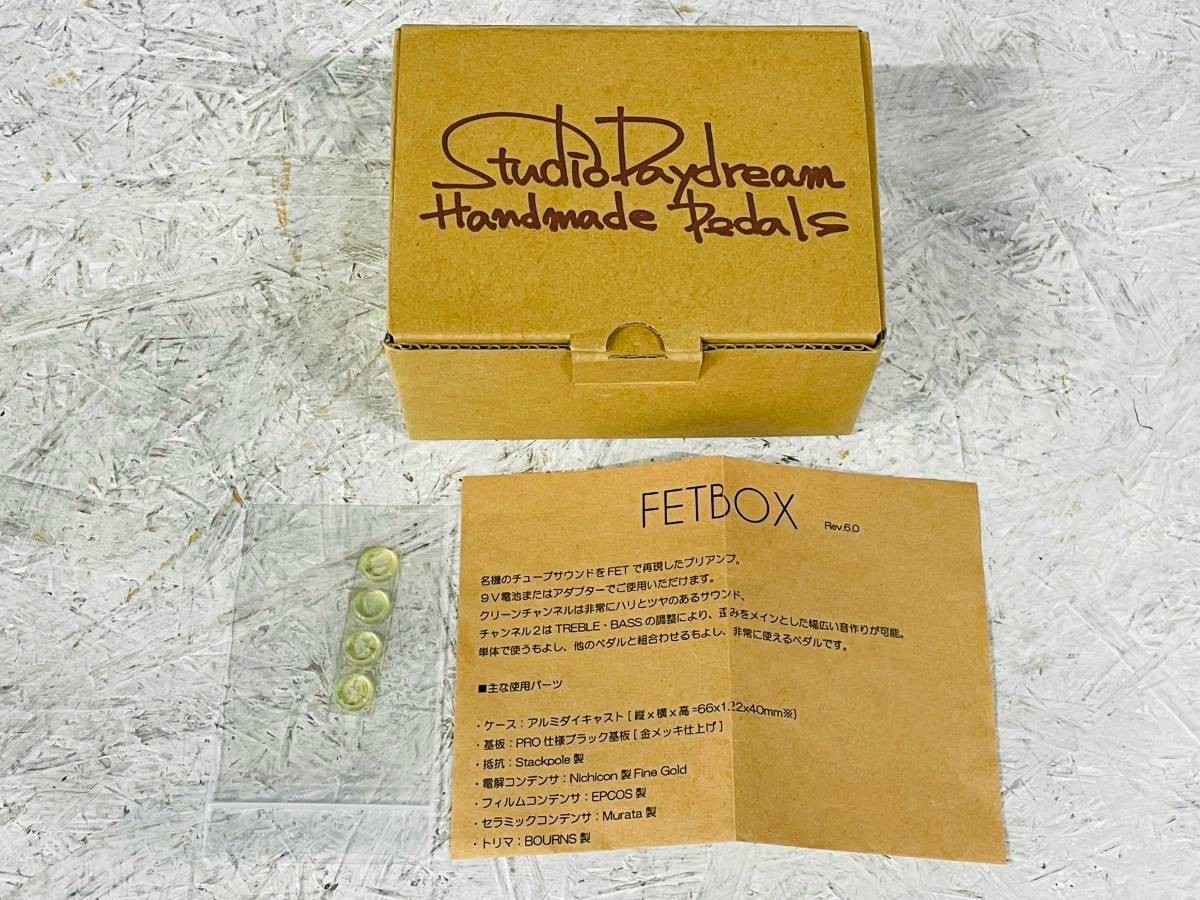 Studio Daydream
Handmade Pedals
FETBOX Rev.6.0
名機のチューブサウンドをFETで再現したプリアンプ。
9V電池またはアダプターでご使用いただけます。
クリーンチャンネルは非常にハリとツヤのあるサウンド、
チャンネル2はTREBLE・BASSの調整により、歪みをメインとした幅広い音作りが可能。
単体で使うもよし、他のペダルと組合わせるもよし、非常に使えるペダルです。
■主な使用パーツ
・ケース：アルミダイキャスト[縦x横x高=66x122x40mm※]
・基板：PRO仕様ブラック基板[金メッキ仕上げ]
・抵抗：Stackpole製
・電解コンデンサ：Nichicon製Fine Gold
・フィルムコンデンサ：EPCOS製
・セラミックコンデンサ：Murata製
・トリマ：BOURNS製